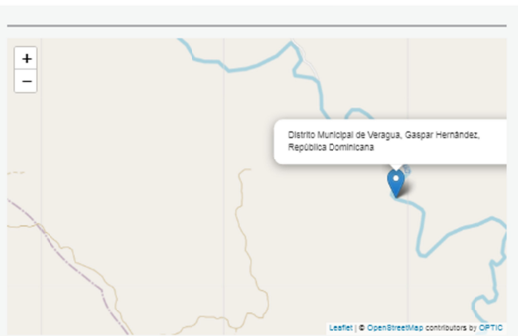 +
−
Distrito Municipal de Veragua, Gaspar Hernández,
República Dominicana
Leaflet | © OpenStreetMap contributors by OPTIC